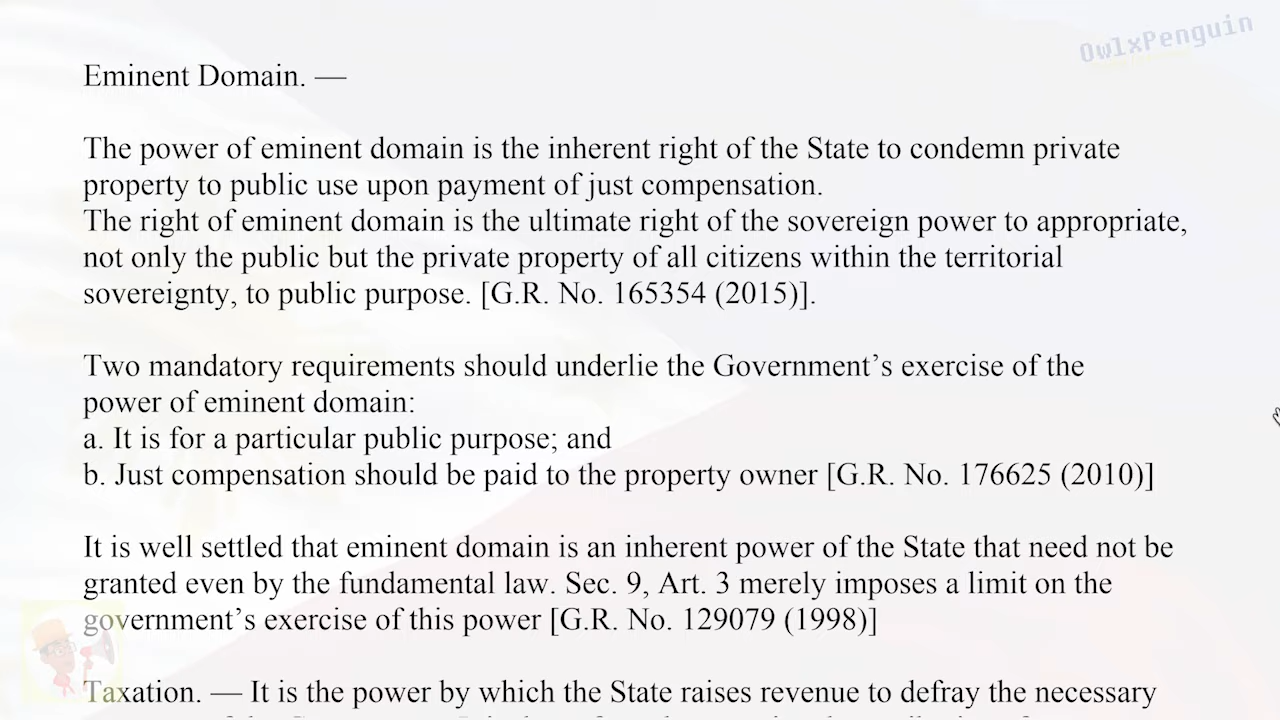 OwlxPenguin
Eminent Domain. —
The power of eminent domain is the inherent right of the State to condemn private
property to public use upon payment of just compensation.
The right of eminent domain is the ultimate right of the sovereign power to appropriate,
not only the public but the private property of all citizens within the territorial
sovereignty, to public purpose. [G.R. No. 165354 (2015)].
Two mandatory requirements should underlie the Government’s exercise of the
power of eminent domain:
a. It is for a particular public purpose; and
b. Just compensation should be paid to the property owner [G.R. No. 176625 (2010)]
It is well settled that eminent domain is an inherent power of the State that need not be
granted even by the fundamental law. Sec. 9, Art. 3 merely imposes a limit on the
government’s exercise of this power [G.R. No. 129079 (1998)]
Taxation. — It is the power by which the State raises revenue to defray the necessary